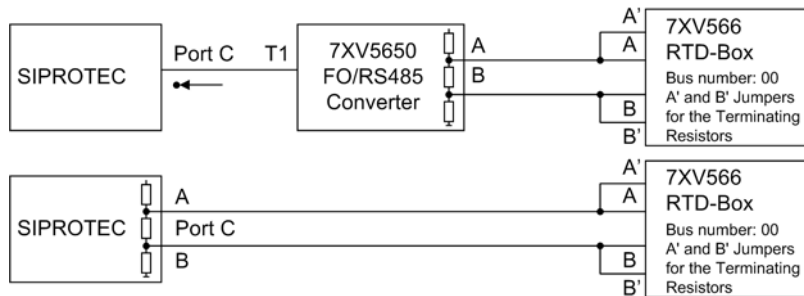 SIPROTEC
Port C
T1
7XV5650
FO/RS485
Converter
A
B
A'
A
B
B'
7XV566
RTD-Box
Bus number: 00
A' and B' Jumpers
for the Terminating
Resistors
SIPROTEC
A
Port C
B
A'
A
B
B'
7XV566
RTD-Box
Bus number: 00
A' and B' Jumpers
for the Terminating
Resistors